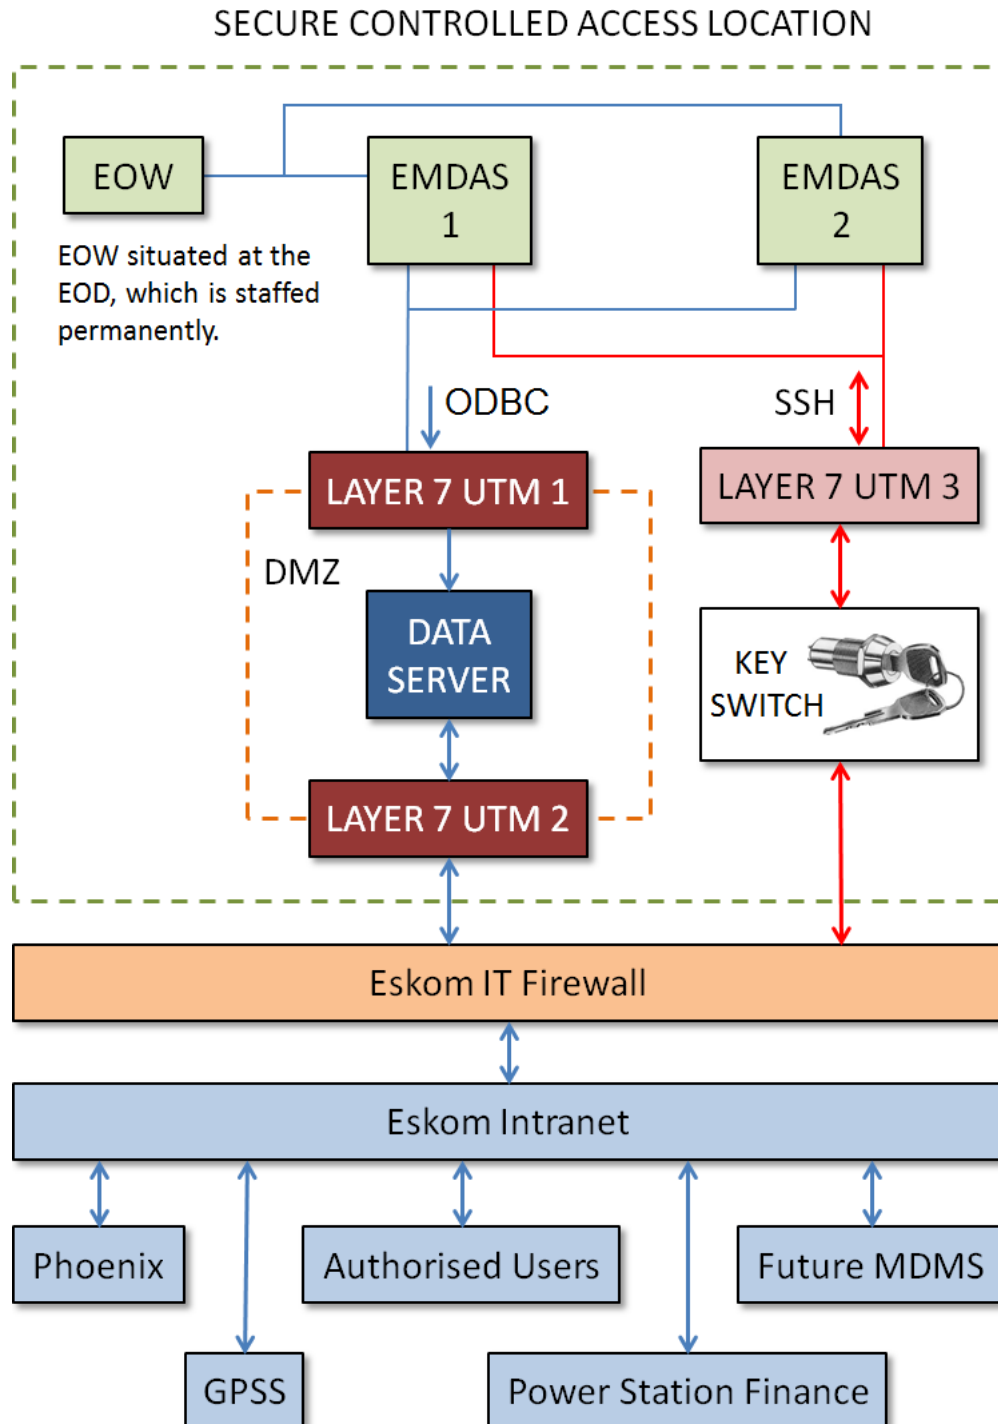 SECURE CONTROLLED ACCESS LOCATION
EOW
EMDAS
1
EMDAS
2
EOW situated at the
EOD, which is staffed
permanently.
ODBC
SSH
LAYER 7 UTM 1
LAYER 7 UTM 3
DMZ
DATA
SERVER
KEY
SWITCH
LAYER 7 UTM 2
Eskom IT Firewall
Eskom Intranet
Phoenix
Authorised Users
Future MDMS
GPSS
Power Station Finance